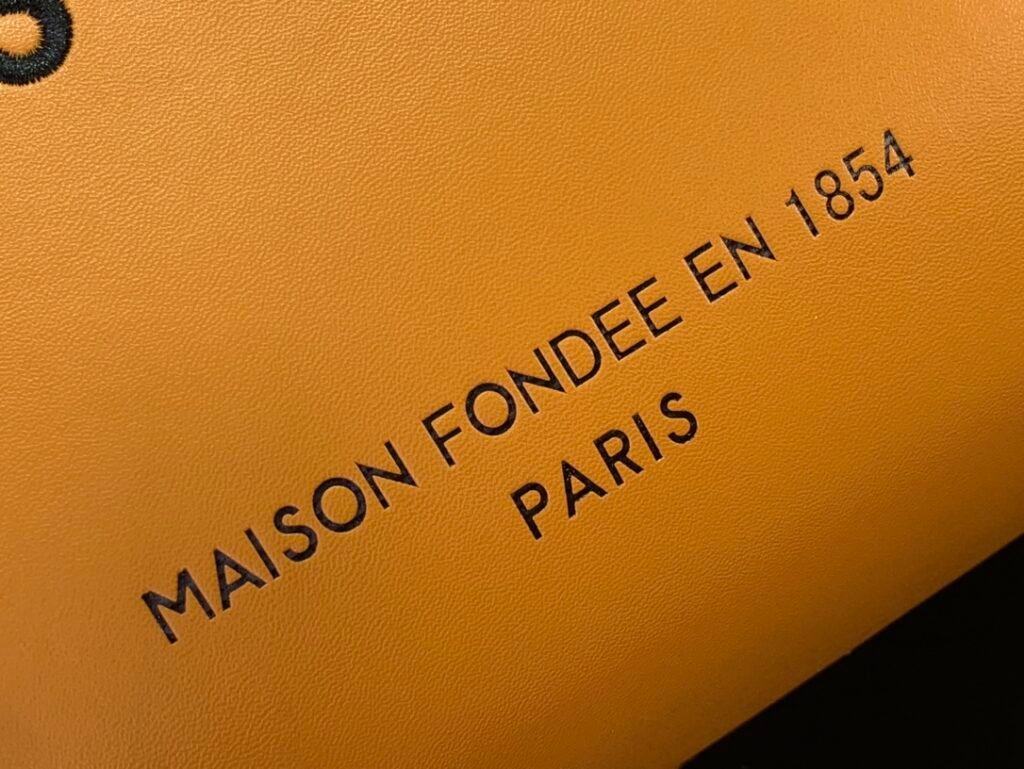 MAISON FONDEE EN 1854
PARIS